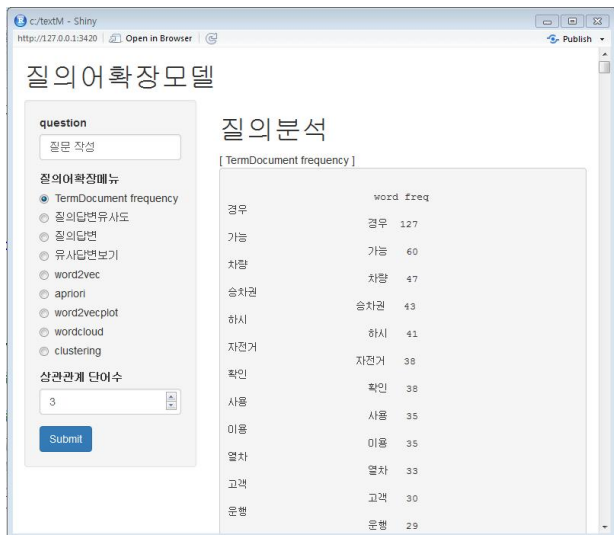 c:/textM - Shiny
http://127.0.0.1:3420 Open in Browser Publish
질의어확장모델
question
질문 작성
질의어확장메뉴
TermDocument frequency
질의답변유사도
질의답변
유사답변보기
word2vec
apriori
word2vecplot
wordcloud
clustering
상관관계 단어수
3
Submit
질의분석
[ TermDocument frequency ]
word freq
경우
경우 127
가능
가능 60
차량
차량 47
승차권
승차권 43
하시
하시 41
자전거
자전거 38
확인
확인 38
사용
사용 35
이용
이용 35
열차
열차 33
고객
고객 30
운행
운행 29